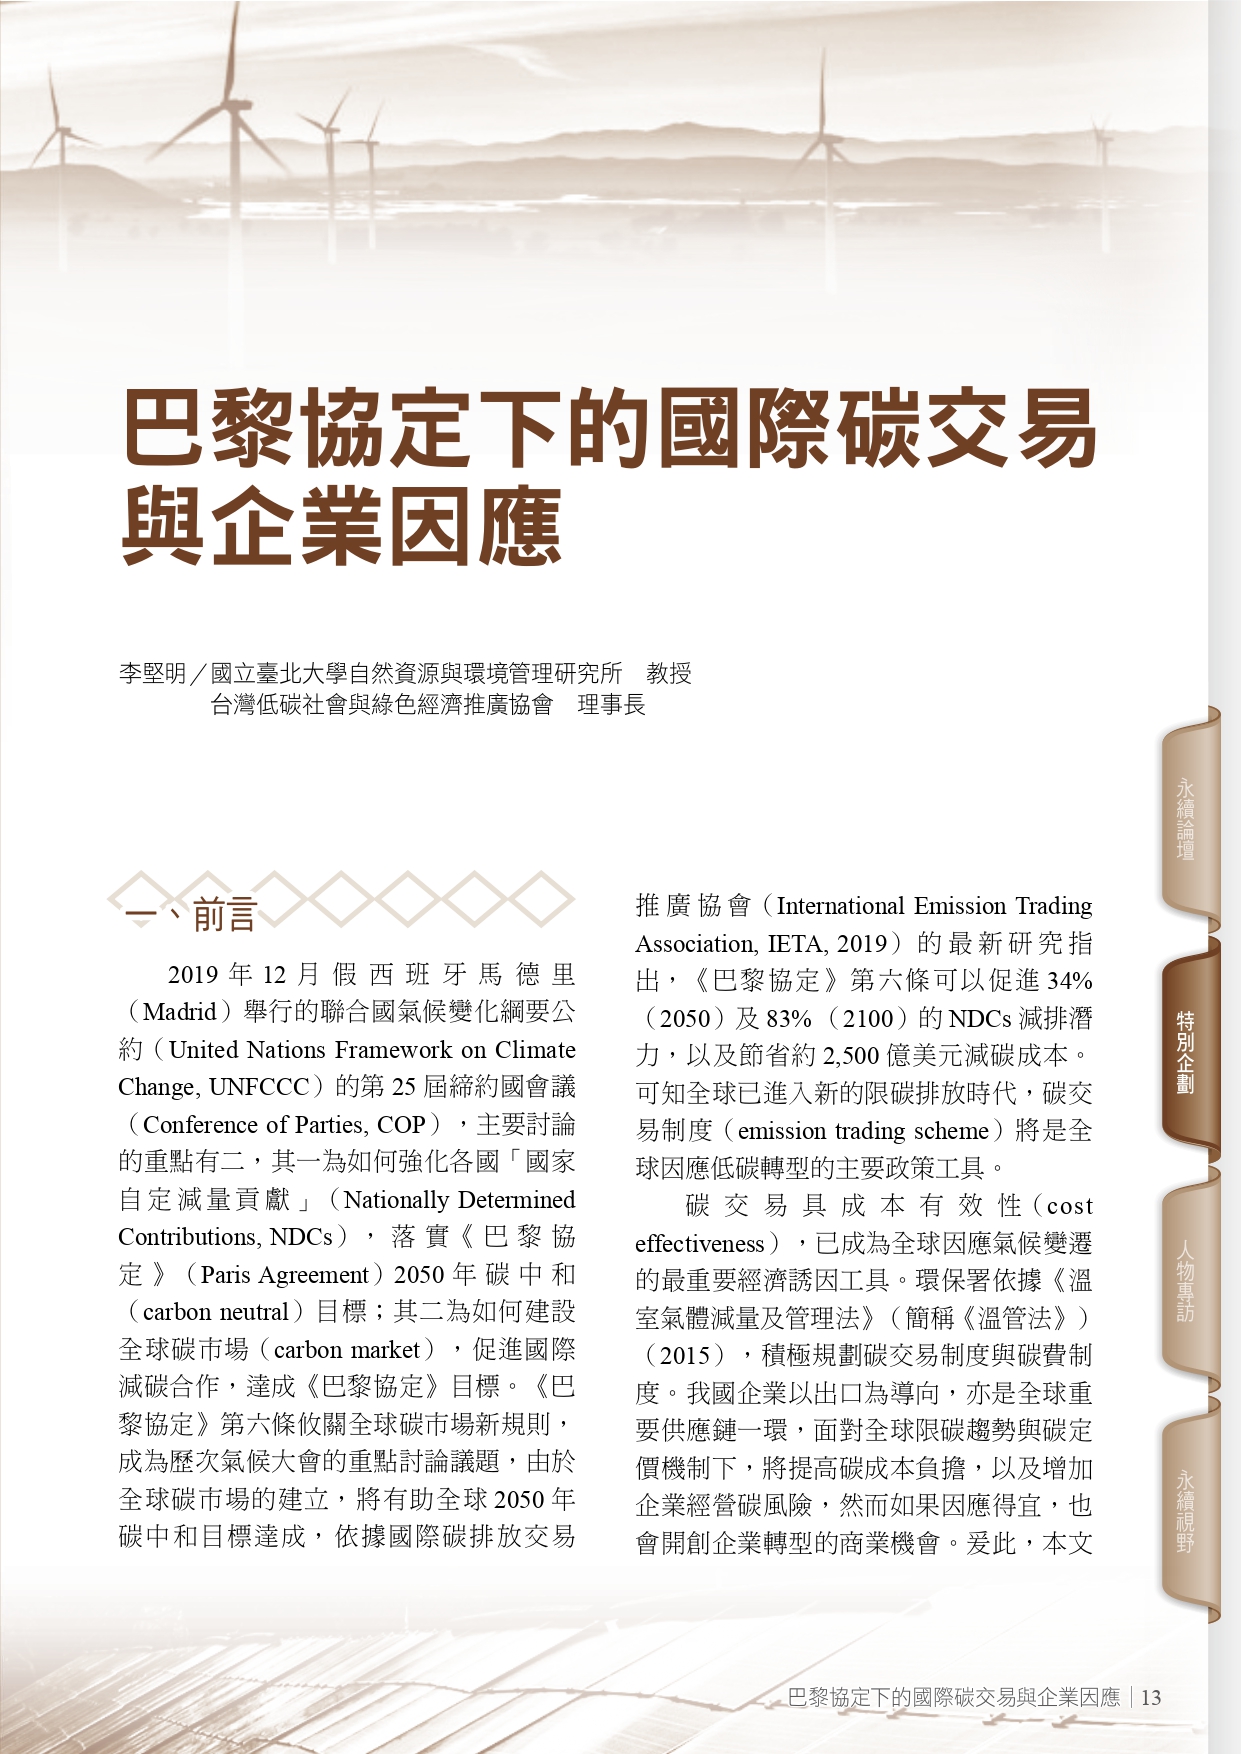 巴黎協定下的國際碳交易
與企業因應
李堅明／國立臺北大學自然資源與環境管理研究所　教授
台灣低碳社會與綠色經濟推廣協會　理事長
一、前言
2019 年 12 月假西班牙馬德里
（Madrid）舉行的聯合國氣候變化綱要公
約（United Nations Framework on Climate
Change, UNFCCC）的第 25 屆締約國會議
（Conference of Parties, COP），主要討論
的重點有二，其一為如何強化各國「國家
自定減量貢獻」（Nationally Determined
Contributions, NDCs），落實《巴黎協
定》（Paris Agreement）2050 年碳中和
（carbon neutral）目標；其二為如何建設
全球碳市場（carbon market），促進國際
減碳合作，達成《巴黎協定》目標。《巴
黎協定》第六條攸關全球碳市場新規則，
成為歷次氣候大會的重點討論議題，由於
全球碳市場的建立，將有助全球 2050 年
碳中和目標達成，依據國際碳排放交易
推廣協會（International Emission Trading
Association, IETA, 2019）的最新研究指
出，《巴黎協定》第六條可以促進 34%
（2050）及 83%（2100）的 NDCs 減排潛
力，以及節省約 2,500 億美元減碳成本。
可知全球已進入新的限碳排放時代，碳交
易制度（emission trading scheme）將是全
球因應低碳轉型的主要政策工具。
碳交易具成本有效性（cost
effectiveness），已成為全球因應氣候變遷
的最重要經濟誘因工具。環保署依據《溫
室氣體減量及管理法》（簡稱《溫管法》）
（2015），積極規劃碳交易制度與碳費制
度。我國企業以出口為導向，亦是全球重
要供應鏈一環，面對全球限碳趨勢與碳定
價機制下，將提高碳成本負擔，以及增加
企業經營碳風險，然而如果因應得宜，也
會開創企業轉型的商業機會。爰此，本文
永續論壇
特別企劃
人物專訪
永續視野
巴黎協定下的國際碳交易與企業因應｜13